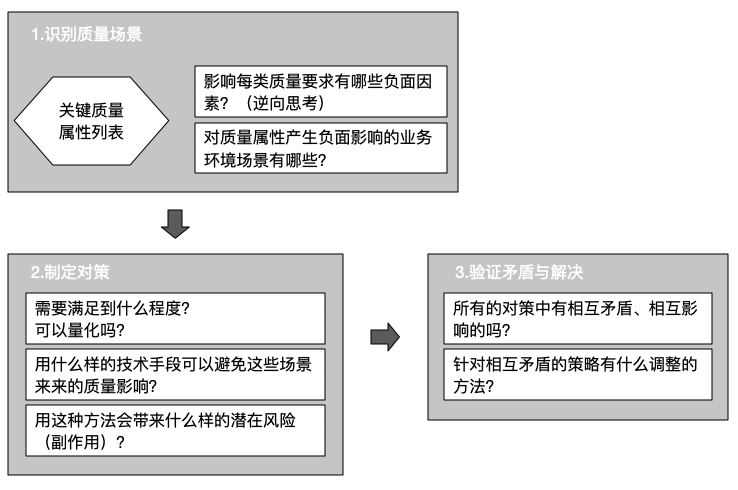 1.识别质量场景
关键质量
属性列表
影响每类质量要求有哪些负面因
素？（逆向思考）
对质量属性产生负面影响的业务
环境场景有哪些？
2.制定对策
需要满足到什么程度？
可以量化吗？
用什么样的技术手段可以避免这些场景
来来的质量影响？
用这种方法会带来什么样的潜在风险
（副作用）？
3.验证矛盾与解决
所有的对策中有相互矛盾、相互影
响的吗？
针对相互矛盾的策略有什么调整的
方法？